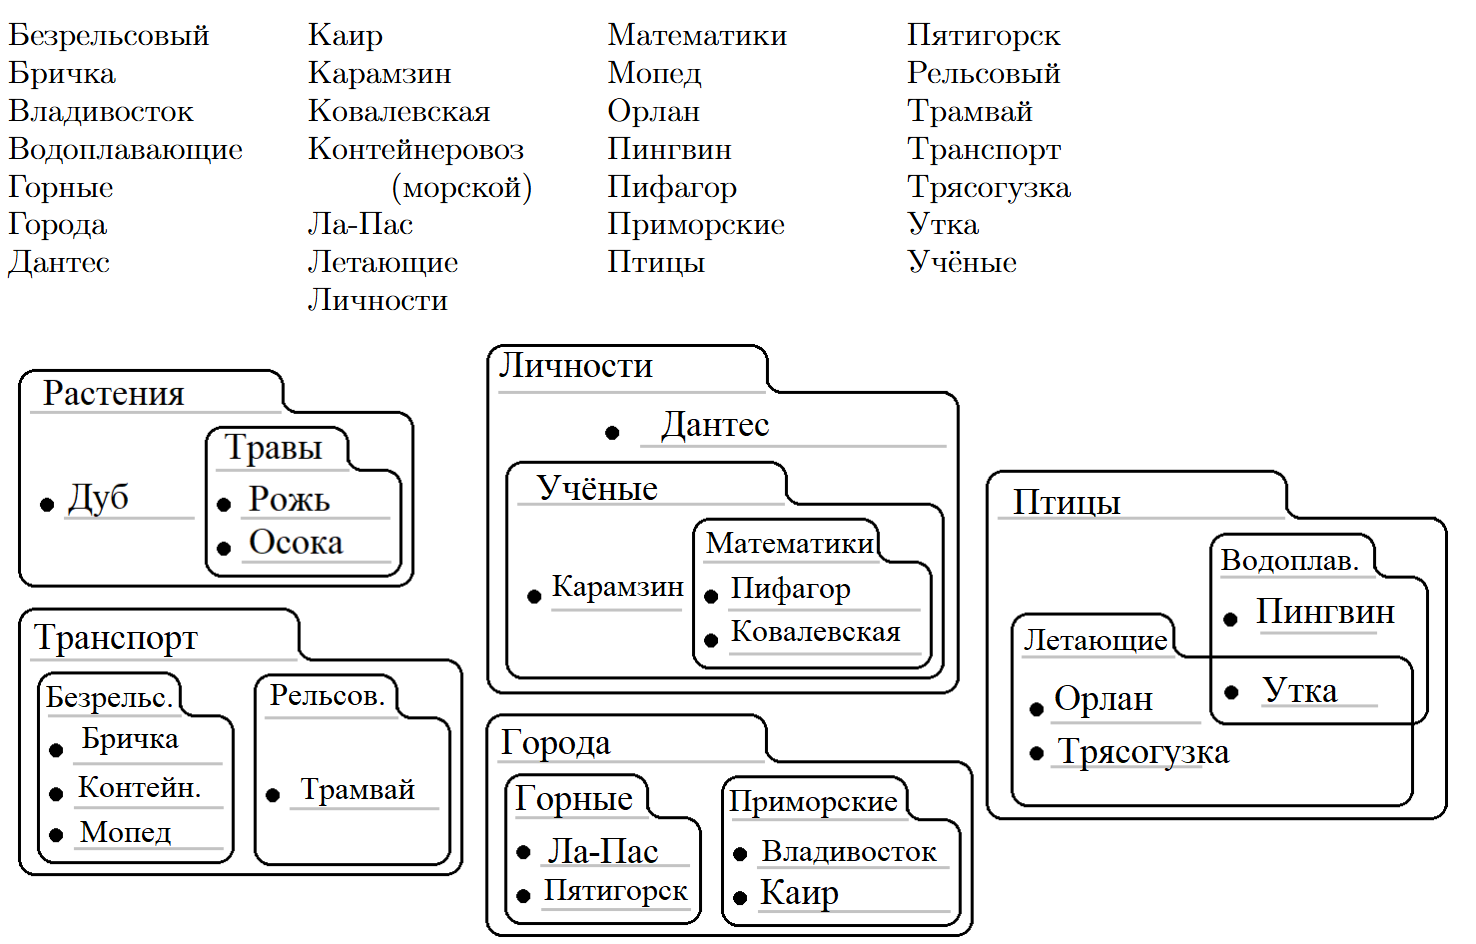 Безрельсовый
Бричка
Владивосток
Водоплавающие
Горные
Города
Дантес
Каир
Карамзин
Ковалевская
Контейнеровоз
(морской)
Ла-Пас
Летающие
Личности
Математики
Мопед
Орлан
Пингвин
Пифагор
Приморские
Птицы
Пятигорск
Рельсовый
Трамвай
Транспорт
Трясогузка
Утка
Учёные
Растения
Дуб
Травы
Рожь
Осока
Транспорт
Безрельс.
Бричка
Контейн.
Мопед
Рельсов.
Трамвай
Личности
Дантес
Учёные
Карамзин
Математики
Пифагор
Ковалевская
Города
Горные
Ла-Пас
Пятигорск
Приморские
Владивосток
Каир
Птицы
Водоплав.
Пингвин
Летающие
Орлан
Утка
Трясогузка